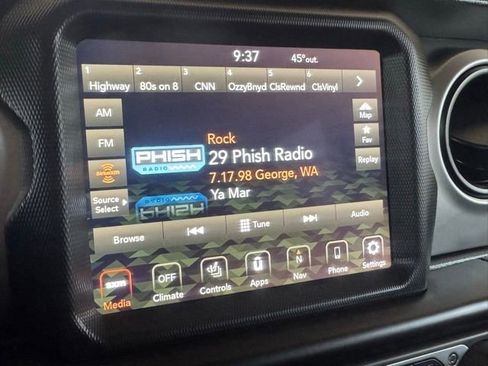 9:37 45°out.
1 2 3 4 5 6
Highway 80s on 8 CNN OzzyBnyd ClsRewnd ClsVinyl
AM
Map
FM
Fav
SiriusXM
Replay
Source
Select
PHISH
RADIO
Rock
29 Phish Radio
7.17.98 George, WA
Ya Mar
Browse Tune Audio
OFF
N
Media Climate Controls Apps Nav Phone Settings